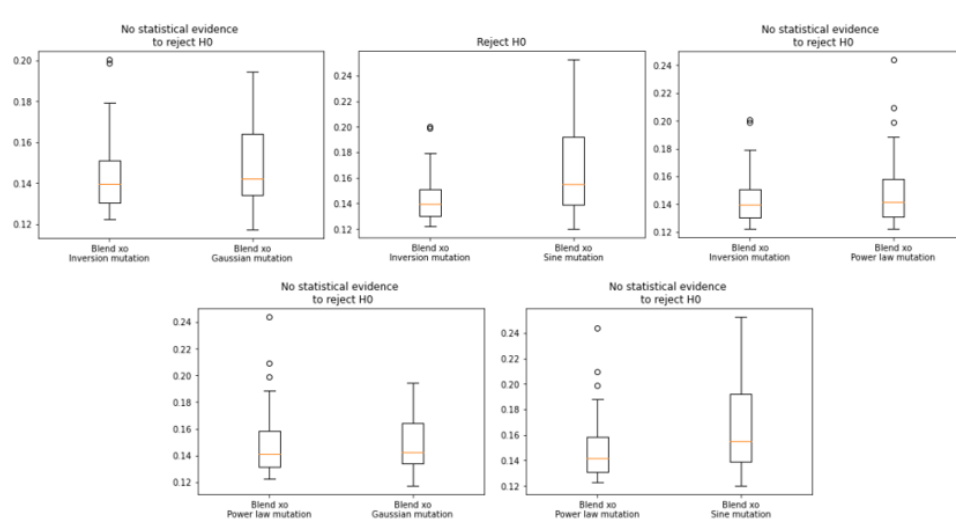 No statistical evidence
to reject H0
0.20
0.18
0.16
0.14
0.12
Blend xo
Inversion mutation
Blend xo
Gaussian mutation
Reject H0
0.24
0.22
0.20
0.18
0.16
0.14
0.12
Blend xo
Inversion mutation
Blend xo
Sine mutation
No statistical evidence
to reject H0
0.24
0.22
0.20
0.18
0.16
0.14
0.12
Blend xo
Inversion mutation
Blend xo
Power law mutation
No statistical evidence
to reject H0
0.24
0.22
0.20
0.18
0.16
0.14
0.12
Blend xo
Power law mutation
Blend xo
Gaussian mutation
No statistical evidence
to reject H0
0.24
0.22
0.20
0.18
0.16
0.14
0.12
Blend xo
Power law mutation
Blend xo
Sine mutation